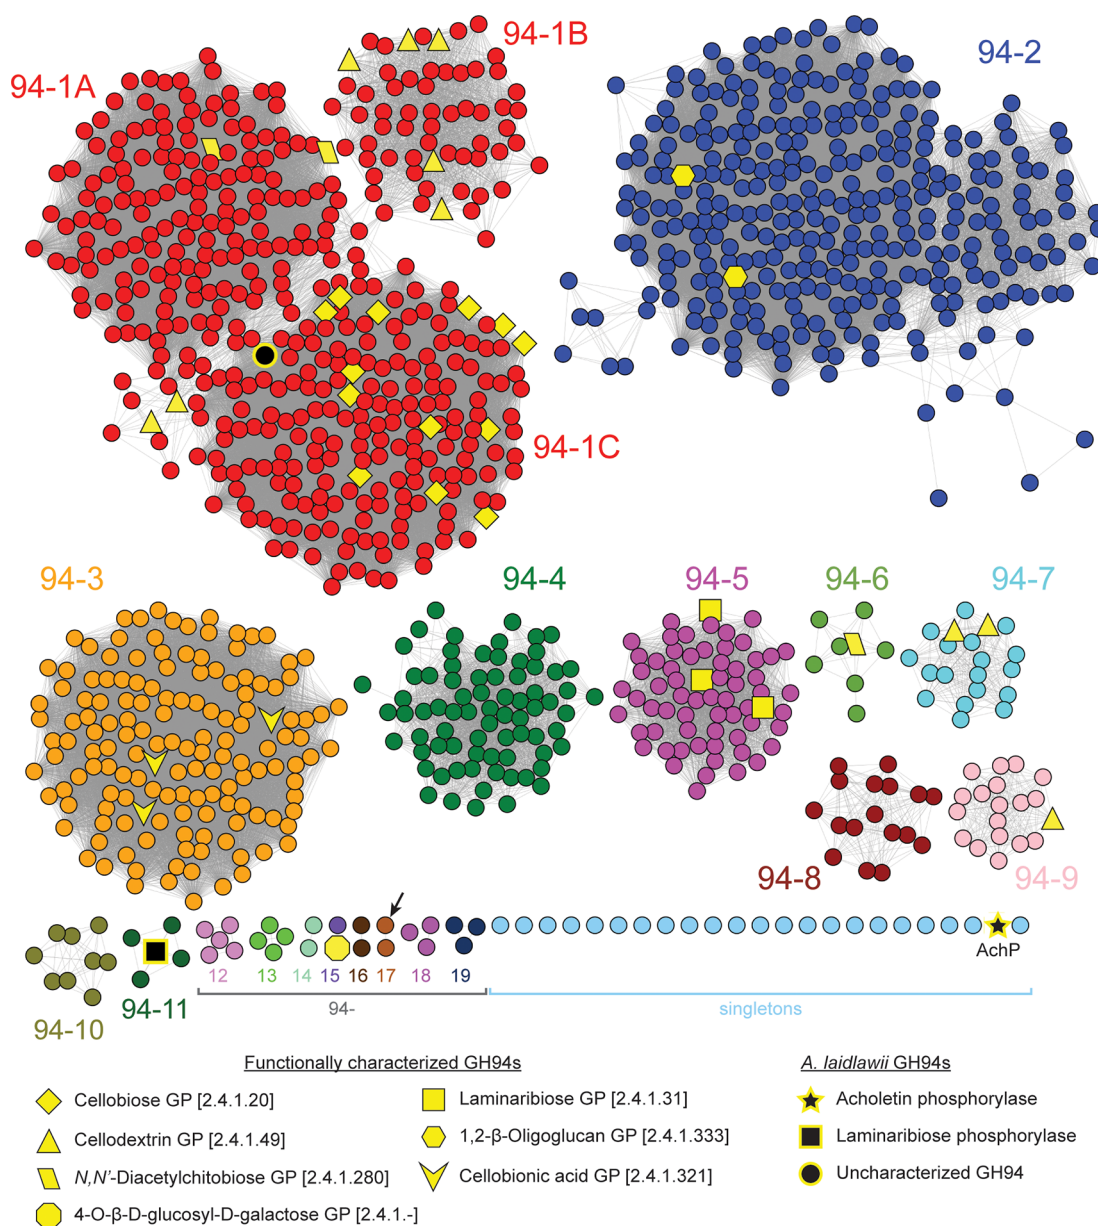 94-1A
94-1B
94-2
94-1C
94-3
94-4
94-5
94-6
94-7
94-8
94-9
94-10
94-11
12
13
14
15
16
17
18
19
94-
AchP
singletons
Functionally characterized GH94s
Cellobiose GP [2.4.1.20]
Cellodextrin GP [2.4.1.49]
N,N'-Diacetylchitobiose GP [2.4.1.280]
4-O-β-D-glucosyl-D-galactose GP [2.4.1.-]
Laminaribiose GP [2.4.1.31]
1,2-β-Oligoglucan GP [2.4.1.333]
Cellobionic acid GP [2.4.1.321]
A. laidlawii GH94s
Acholetin phosphorylase
Laminaribiose phosphorylase
Uncharacterized GH94